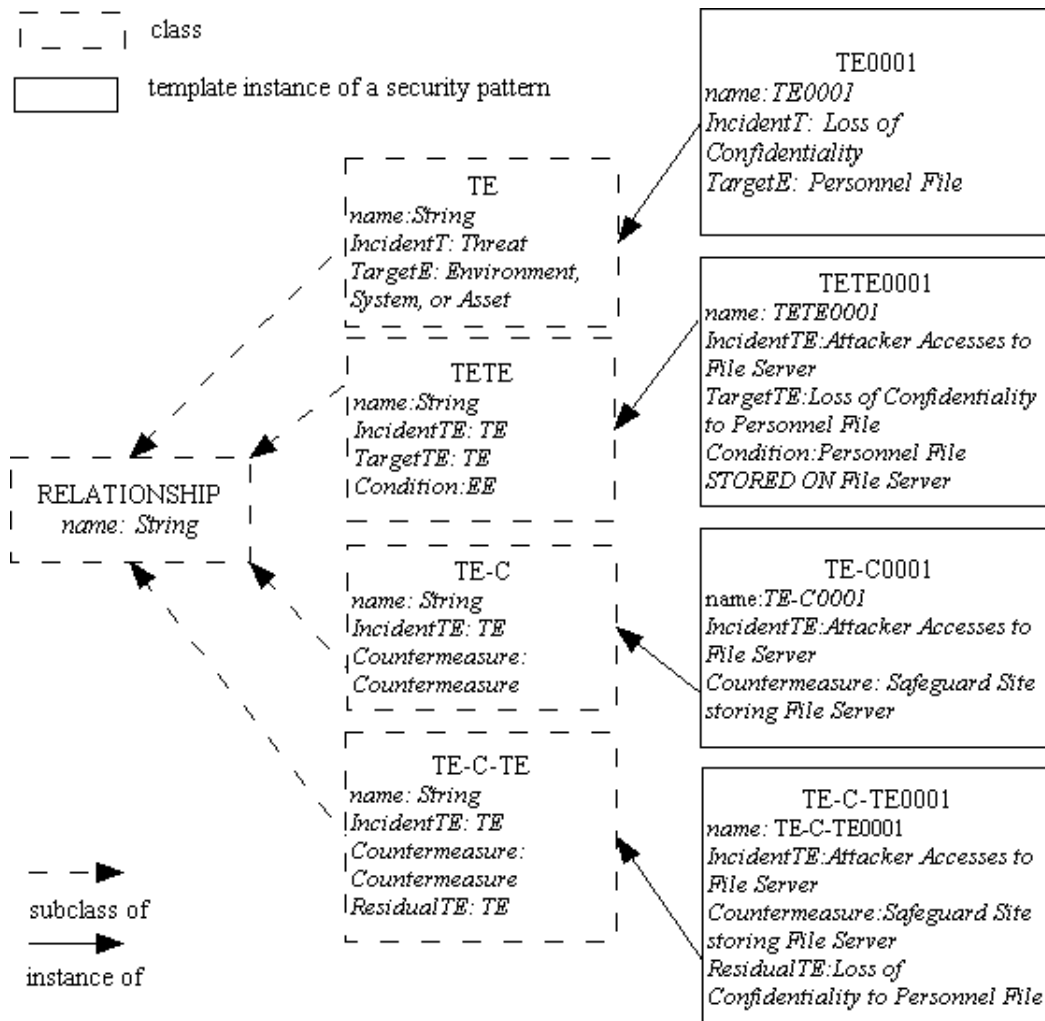 class
template instance of a security pattern
TE0001
name: TE0001
IncidentT: Loss of
Confidentiality
TargetE: Personnel File
TE
name:String
IncidentT: Threat
TargetE: Environment,
System, or Asset
TETE0001
name: TETE0001
IncidentTE:Attacker Accesses to
File Server
TargetTE:Loss of Confidentiality
to Personnel File
Condition:Personnel File
STORED ON File Server
TETE
name:String
IncidentTE: TE
TargetTE: TE
Condition:EE
RELATIONSHIP
name: String
TE-C
name: String
IncidentTE: TE
Countermeasure:
Countermeasure
TE-C0001
name:TE-C0001
IncidentTE:Attacker Accesses to
File Server
Countermeasure: Safeguard Site
storing File Server
TE-C-TE
name: String
IncidentTE: TE
Countermeasure:
Countermeasure
ResidualTE: TE
TE-C-TE0001
name: TE-C-TE0001
IncidentTE:Attacker Accesses to
File Server
Countermeasure:Safeguard Site
storing File Server
ResidualTE:Loss of
Confidentiality to Personnel File
subclass of
instance of